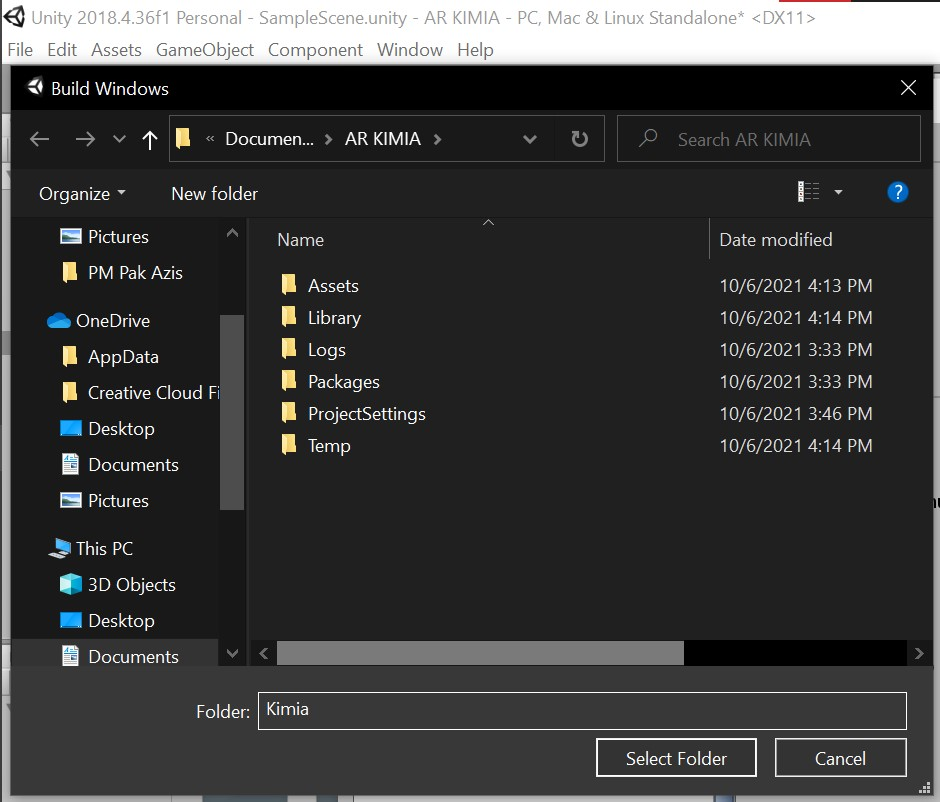 Unity 2018.4.36f1 Personal - SampleScene.unity - AR KIMIA - PC, Mac & Linux Standalone* <DX11>
File Edit Assets GameObject Component Window Help
Build Windows
« Documen... > AR KIMIA >
Search AR KIMIA
Organize New folder
?
Pictures
PM Pak Azis
OneDrive
AppData
Creative Cloud Fi
Desktop
Documents
Pictures
This PC
3D Objects
Desktop
Documents
Name Date modified
Assets 10/6/2021 4:13 PM
Library 10/6/2021 4:14 PM
Logs 10/6/2021 3:33 PM
Packages 10/6/2021 3:33 PM
ProjectSettings 10/6/2021 3:46 PM
Temp 10/6/2021 4:14 PM
Folder: Kimia
Select Folder Cancel